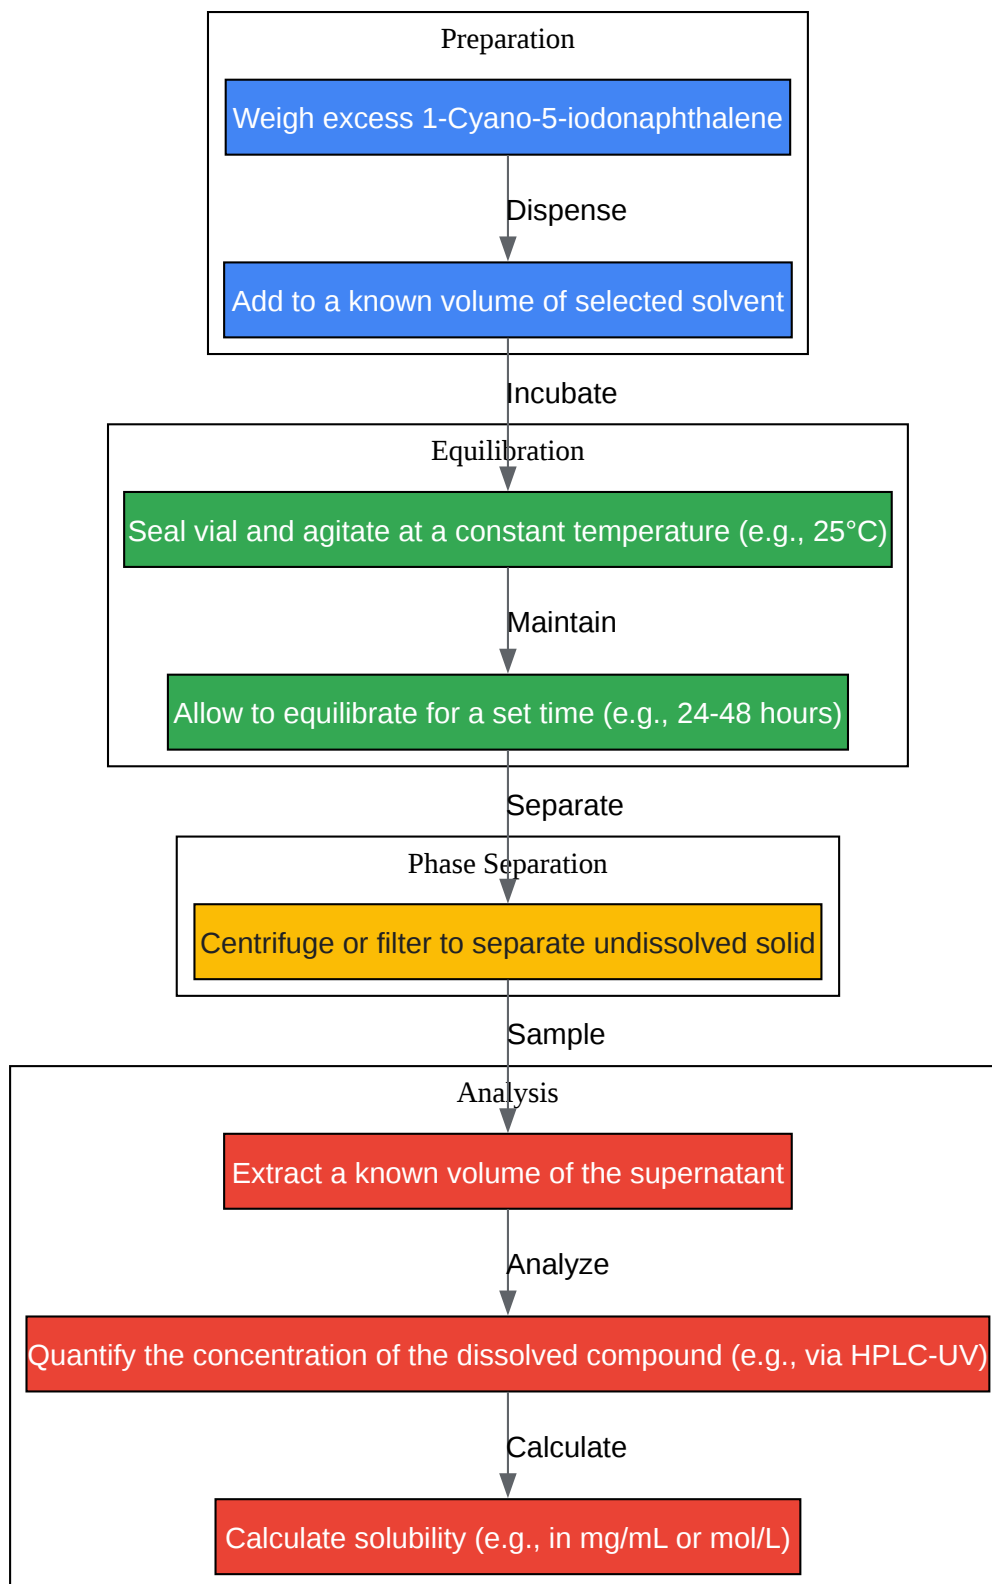 Preparation
Weigh excess 1-Cyano-5-iodonaphthalene
Dispense
Add to a known volume of selected solvent
Incubate
Equilibration
Seal vial and agitate at a constant temperature (e.g., 25°C)
Maintain
Allow to equilibrate for a set time (e.g., 24-48 hours)
Separate
Phase Separation
Centrifuge or filter to separate undissolved solid
Sample
Analysis
Extract a known volume of the supernatant
Analyze
Quantify the concentration of the dissolved compound (e.g., via HPLC-UV)
Calculate
Calculate solubility (e.g., in mg/mL or mol/L)